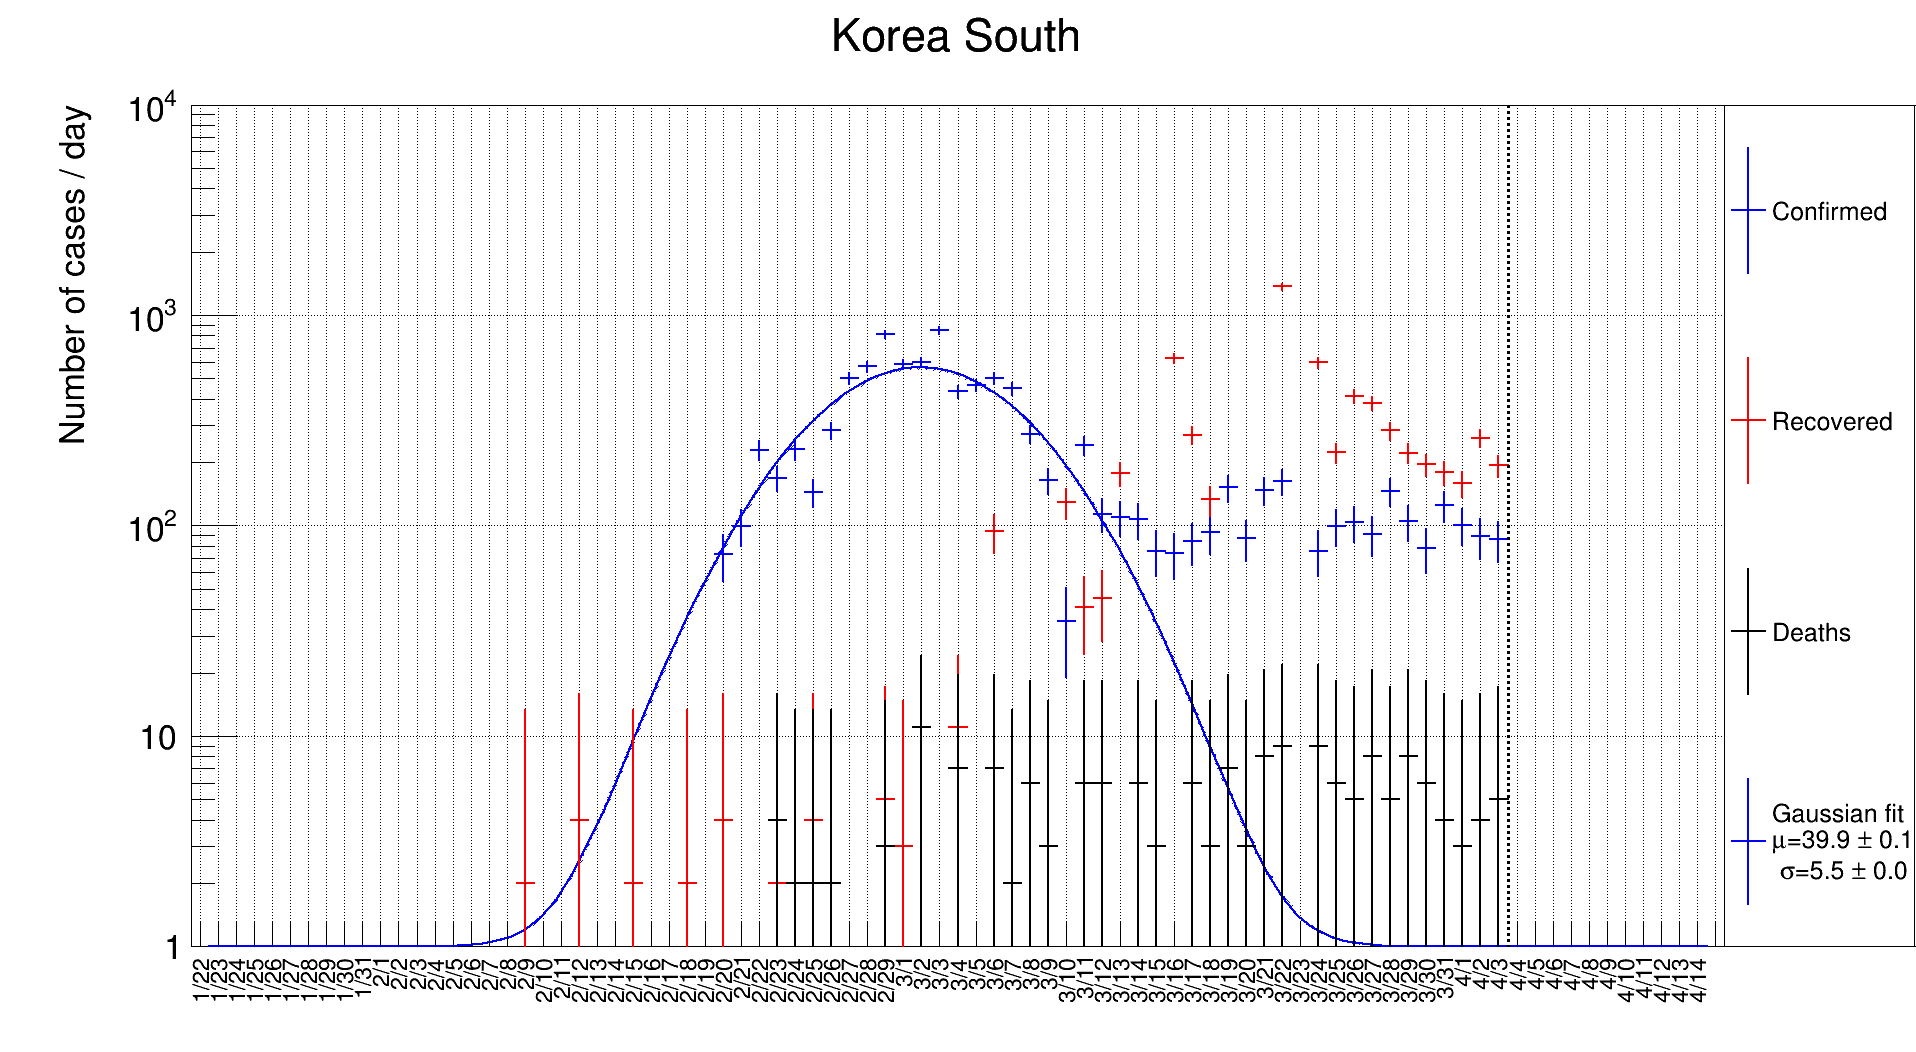 Korea South
Number of cases / day
10⁴
10³
10²
10
1
1/22 1/23 1/24 1/25 1/26 1/27 1/28 1/29 1/30 1/31 2/1 2/2 2/3 2/4 2/5 2/6 2/7 2/8 2/9 2/10 2/11 2/12 2/13 2/14 2/15 2/16 2/17 2/18 2/19 2/20 2/21 2/22 2/23 2/24 2/25 2/26 2/27 2/28 2/29 3/1 3/2 3/3 3/4 3/5 3/6 3/7 3/8 3/9 3/10 3/11 3/12 3/13 3/14 3/15 3/16 3/17 3/18 3/19 3/20 3/21 3/22 3/23 3/24 3/25 3/26 3/27 3/28 3/29 3/30 3/31 4/1 4/2 4/3 4/4 4/5 4/6 4/7 4/8 4/9 4/10 4/11 4/12 4/13 4/14
Confirmed
Recovered
Deaths
Gaussian fit
μ=39.9 ± 0.1
σ=5.5 ± 0.0